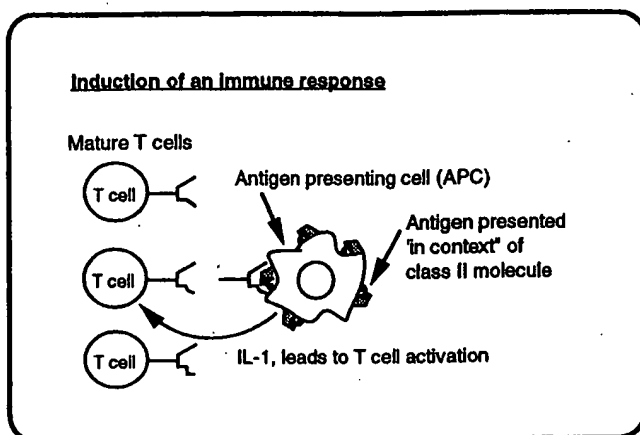 Induction of an immune response
Mature T cells
T cell
Antigen presenting cell (APC)
Antigen presented
'in context" of
class II molecule
T cell
T cell
IL-1, leads to T cell activation